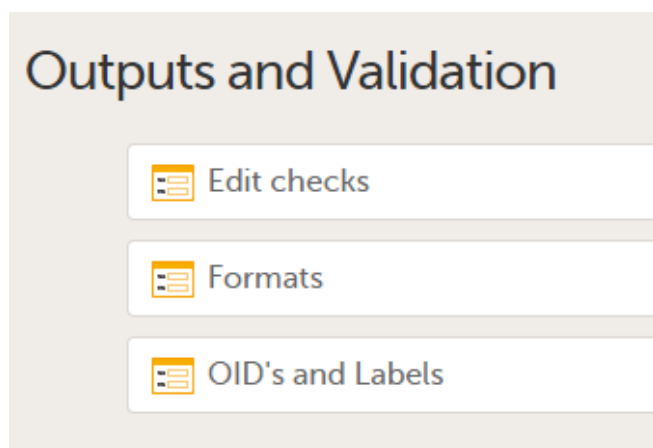 Outputs and Validation
Edit checks
Formats
OID's and Labels